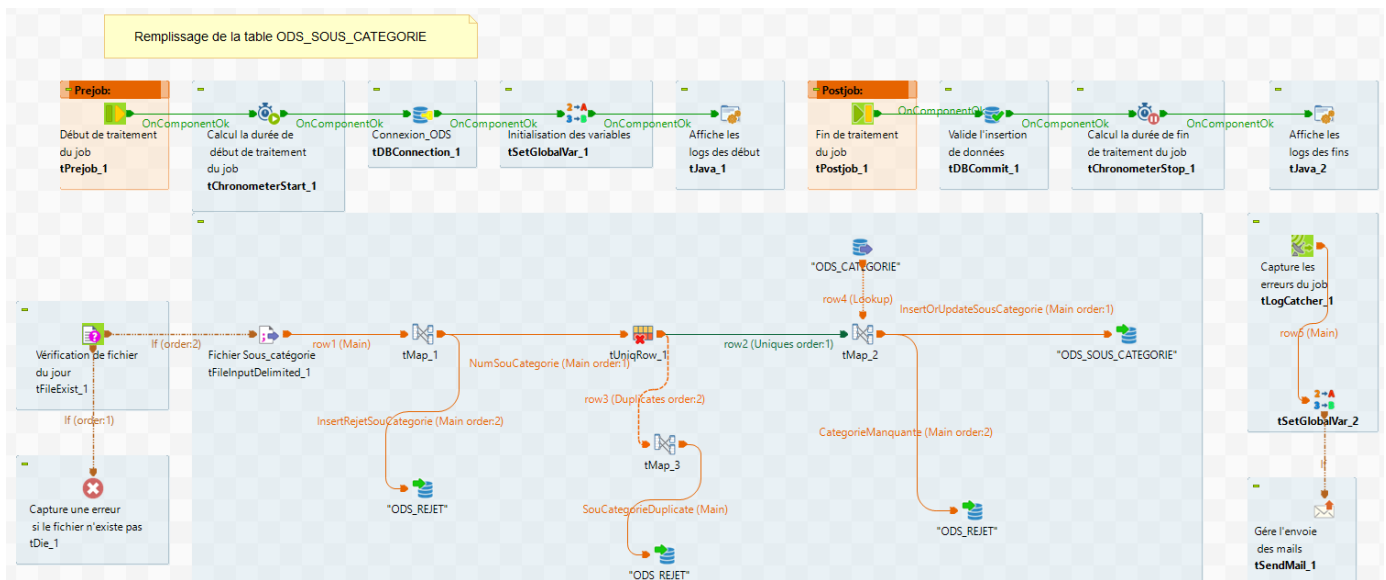 Remplissage de la table ODS_SOUS_CATEGORIE
Prejob:
Début de traitement
du job
tPrejob_1
OnComponentOk
Calcul la durée de
début de traitement
du job
tChronometerStart_1
OnComponentOk
Connexion_ODS
tDBConnection_1
OnComponentOk
Initialisation des variables
tSetGlobalVar_1
OnComponentOk
Affiche les
logs des début
tJava_1
Postjob:
Fin de traitement
du job
tPostjob_1
OnComponentOk
Valide l'insertion
de données
tDBCommit_1
OnComponentOk
Calcul la durée de fin
de traitement du job
tChronometerStop_1
OnComponentOk
Affiche les
logs des fins
tJava_2
Vérification de fichier
du jour
tFileExist_1
If (order:2)
If (order:1)
Capture une erreur
si le fichier n'existe pas
tDie_1
Fichier Sous_catégorie
tFileInputDelimited_1
row1 (Main)
tMap_1
NumSouCategorie (Main order:1)
InsertRejetSouCategorie (Main order:2)
"ODS_REJET"
tUniqRow_1
row2 (Uniques order:1)
row3 (Duplicates order:2)
tMap_3
SouCategorieDuplicate (Main)
"ODS_REJET"
"ODS_CATEGORIE"
row4 (Lookup)
tMap_2
InsertOrUpdateSousCategorie (Main order:1)
"ODS_SOUS_CATEGORIE"
CategorieManquante (Main order:2)
"ODS_REJET"
Capture les
erreurs du job
tLogCatcher_1
row5 (Main)
tSetGlobalVar_2
If
Gére l'envoie
des mails
tSendMail_1